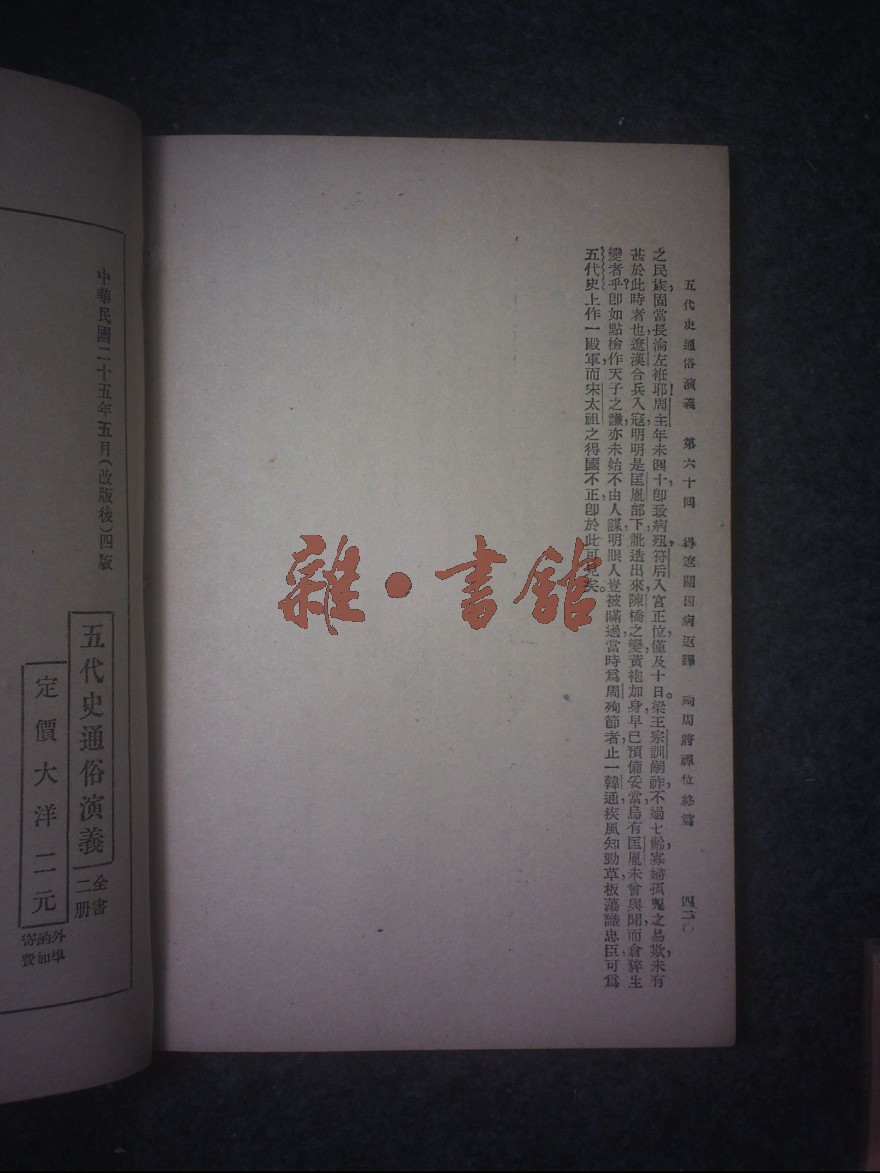 五代史通俗演義 第六十回 得遼關因病返蹕 殉周將禪位終篇 四二〇
之民族，固當長淪左袵耶！周主年未四十，即致病殂，符后入宮正位，僅及十日。梁王宗訓嗣祚，不過七齡，寡婦孤兒之易欺，未有
甚於此時者也。遼漢合兵入寇，明明是匡胤部下，訛造出來，陳橋之變，黃袍加身，早已預備妥當，烏有匡胤未曾與聞，而倉猝生
變者乎？即如點檢作天子之讖，亦未始不由人謀，明眼人豈被瞞過，當時為周殉節者，止一韓通，疾風知勁草，板蕩識忠臣，可為
五代史上作一殿軍，而宋太祖之得國不正，即於此可見矣。
雜·書館
中華民國二十五年五月(改版後)四版
五代史通俗演義
全書二册
定價大洋二元
外埠酌加寄費